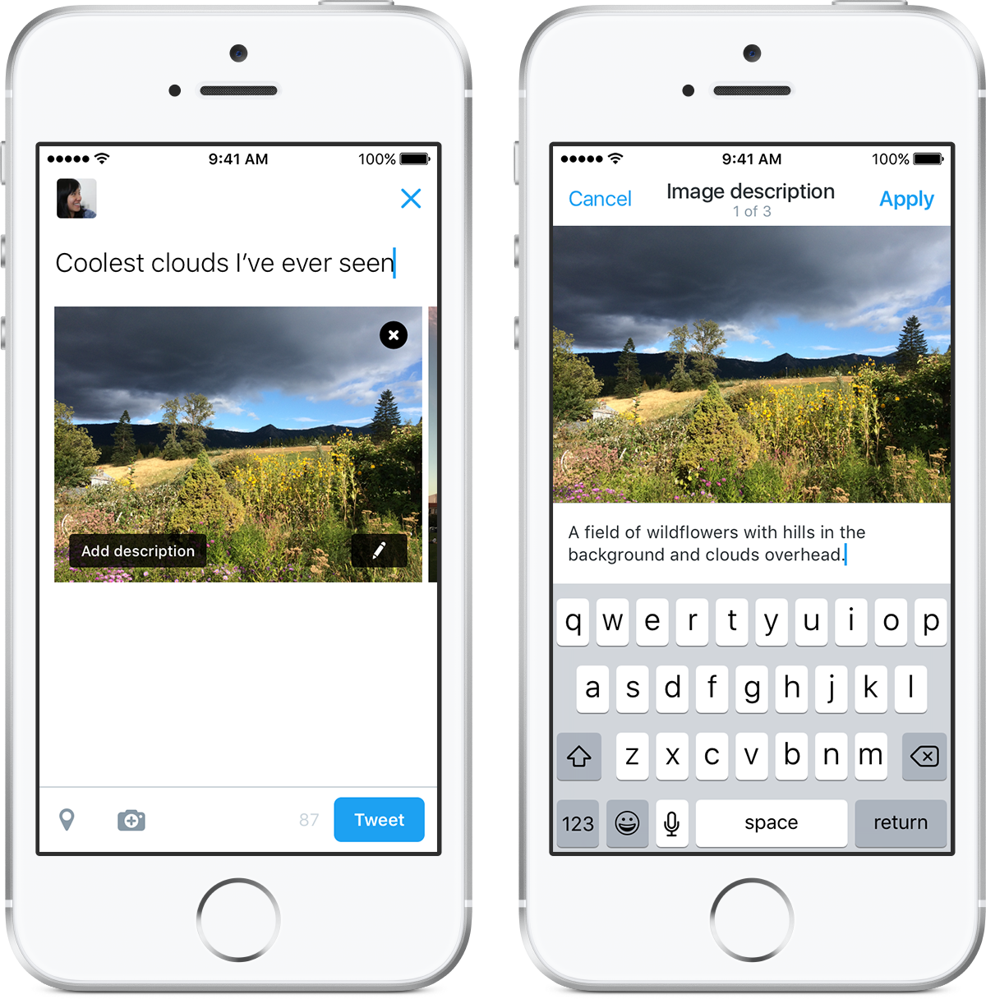 9:41 AM
100%
Coolest clouds I’ve ever seen
Add description
87
Tweet
9:41 AM
100%
Cancel
Image description
Apply
1 of 3
A field of wildflowers with hills in the
background and clouds overhead.
q w e r t y u i o p
a s d f g h j k l
z x c v b n m
123
space
return